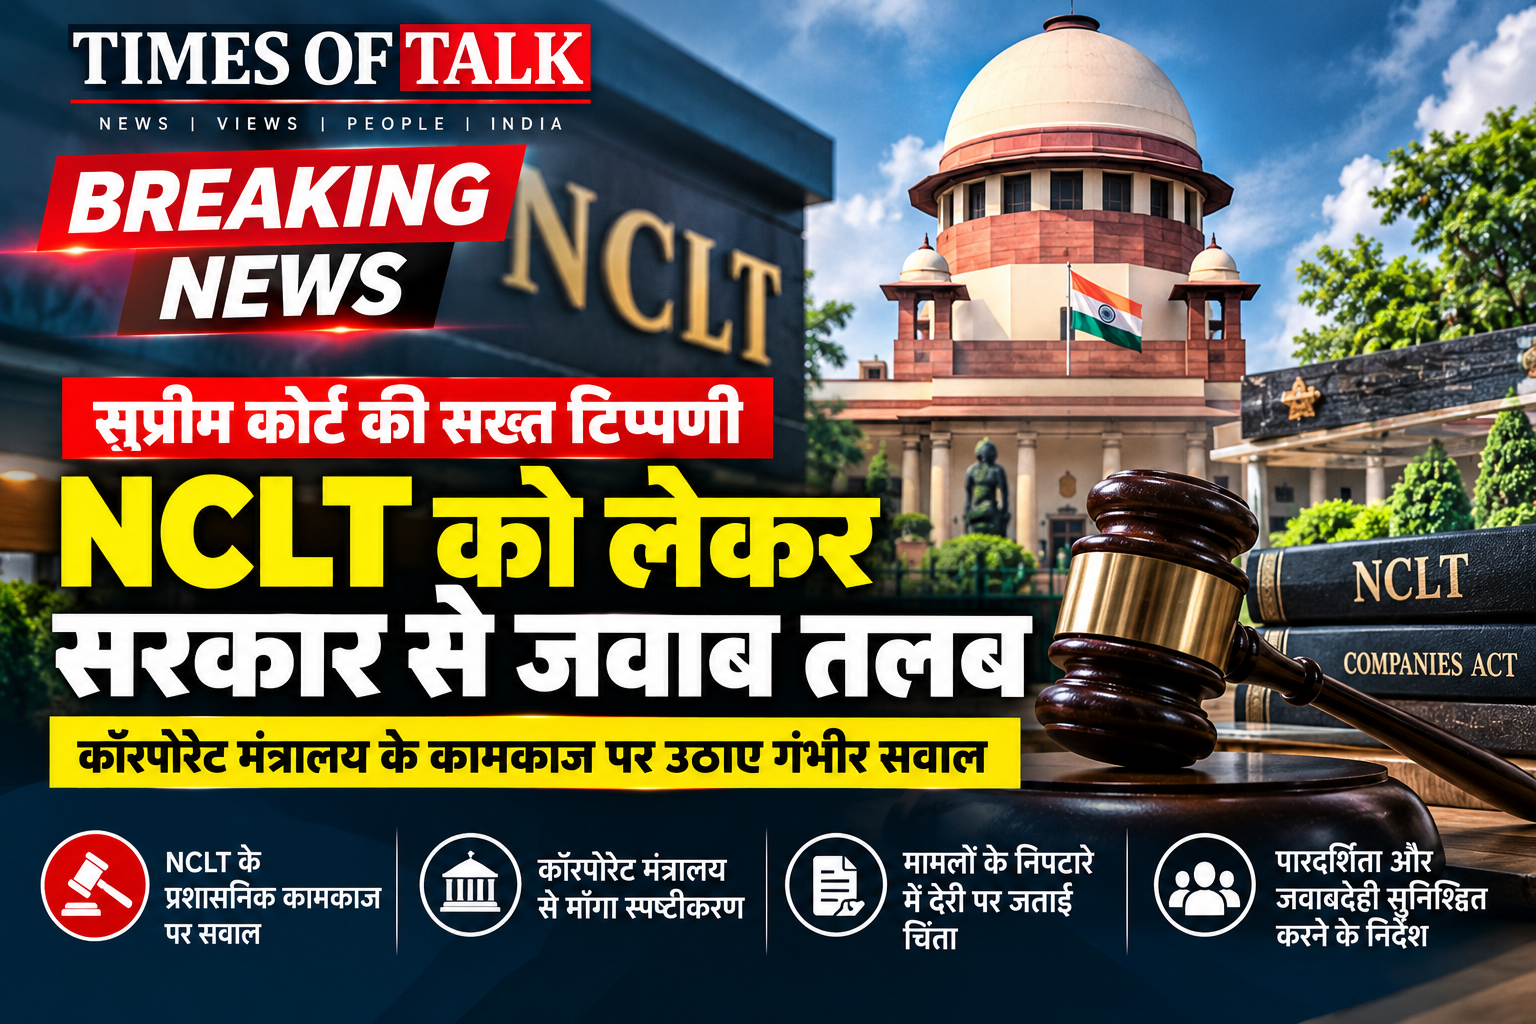 TIMES OF TALK
NEWS | VIEWS | PEOPLE | INDIA
BREAKING
NEWS
NCLT
सुप्रीम कोर्ट की सख्त टिप्पणी
NCLT को लेकर
सरकार से जवाब तलब
कॉरपोरेट मंत्रालय के कामकाज पर उठाए गंभीर सवाल
NCLT
COMPANIES ACT
NCLT के
प्रशासनिक कामकाज
पर सवाल
कॉरपोरेट मंत्रालय
से माँगा स्पष्टीकरण
मामलों के निपटारे
में देरी पर जताई
चिंता
पारदर्शिता और
जवाबदेही सुनिश्चित
करने के निर्देश